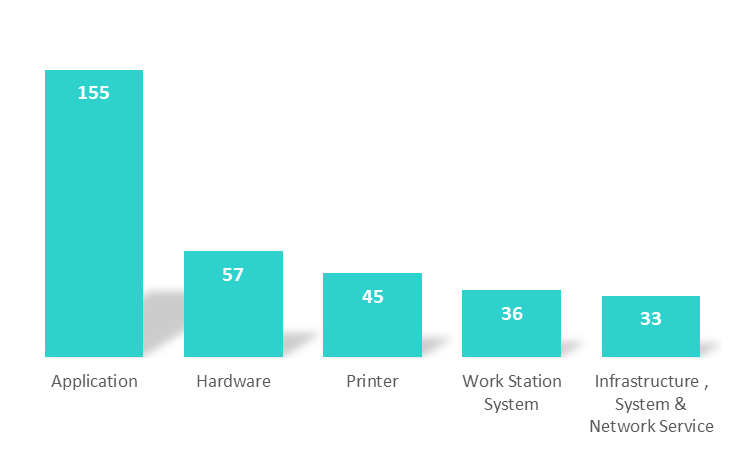 155
57
45
36
33
Application
Hardware
Printer
Work Station
System
Infrastructure ,
System &
Network Service